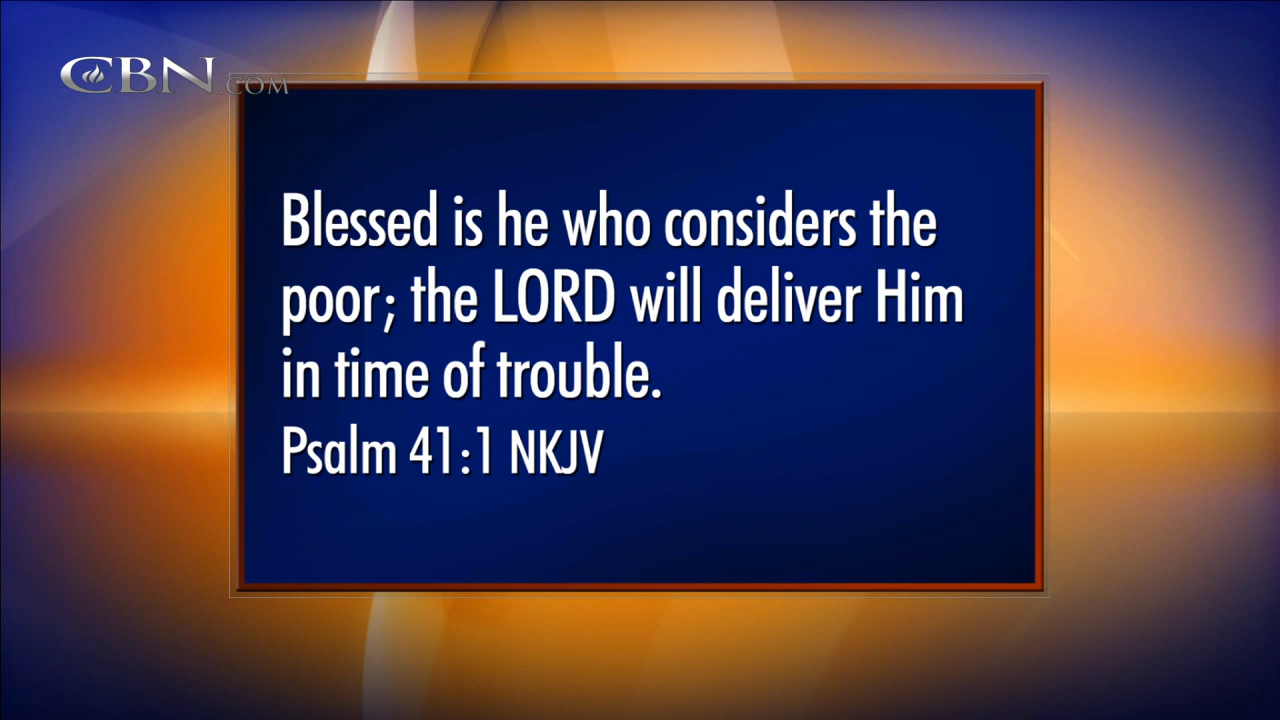 CBN.COM
Blessed is he who considers the
poor; the LORD will deliver Him
in time of trouble.
Psalm 41:1 NKJV